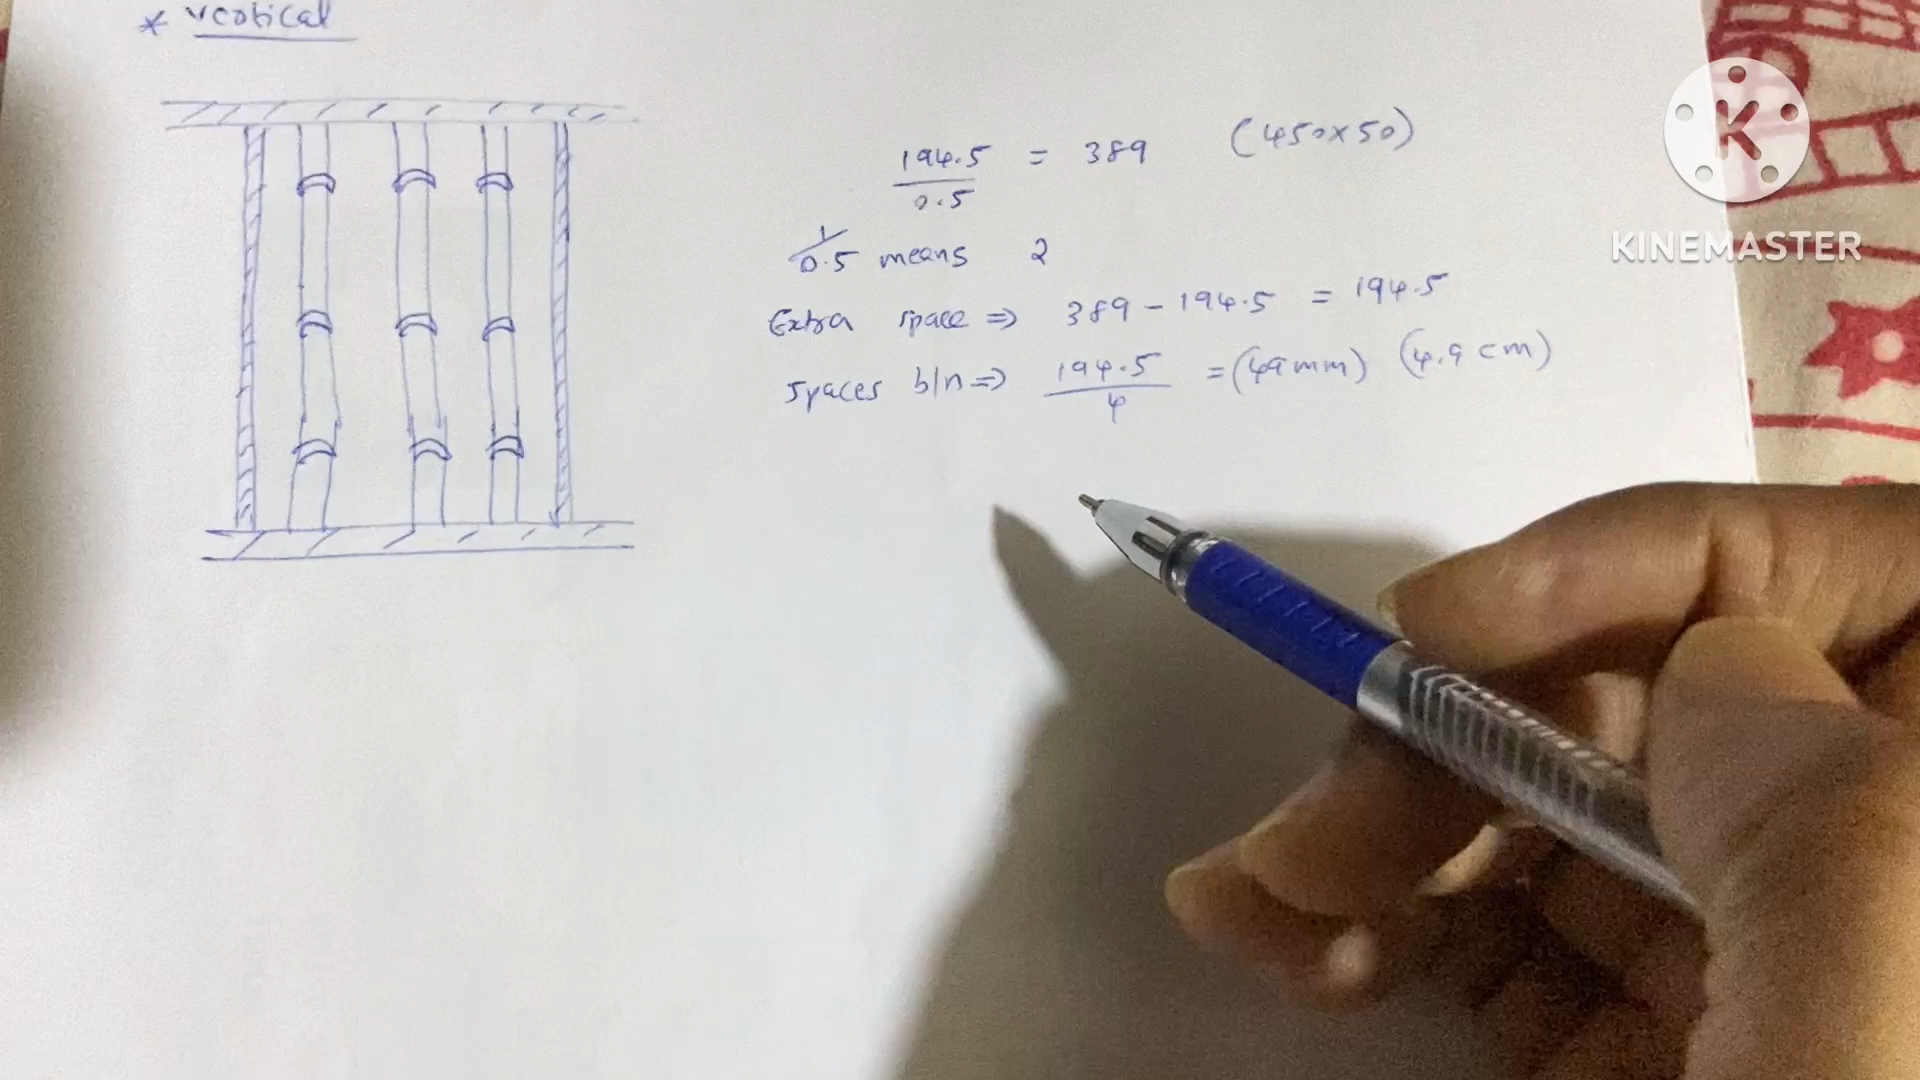 * vertical
194.5 / 0.5 = 389 (450x50)
1/0.5 means 2
Extra space => 389 - 194.5 = 194.5
spaces b/n => 194.5 / 4 = (49mm) (4.9 cm)
K
KINEMASTER